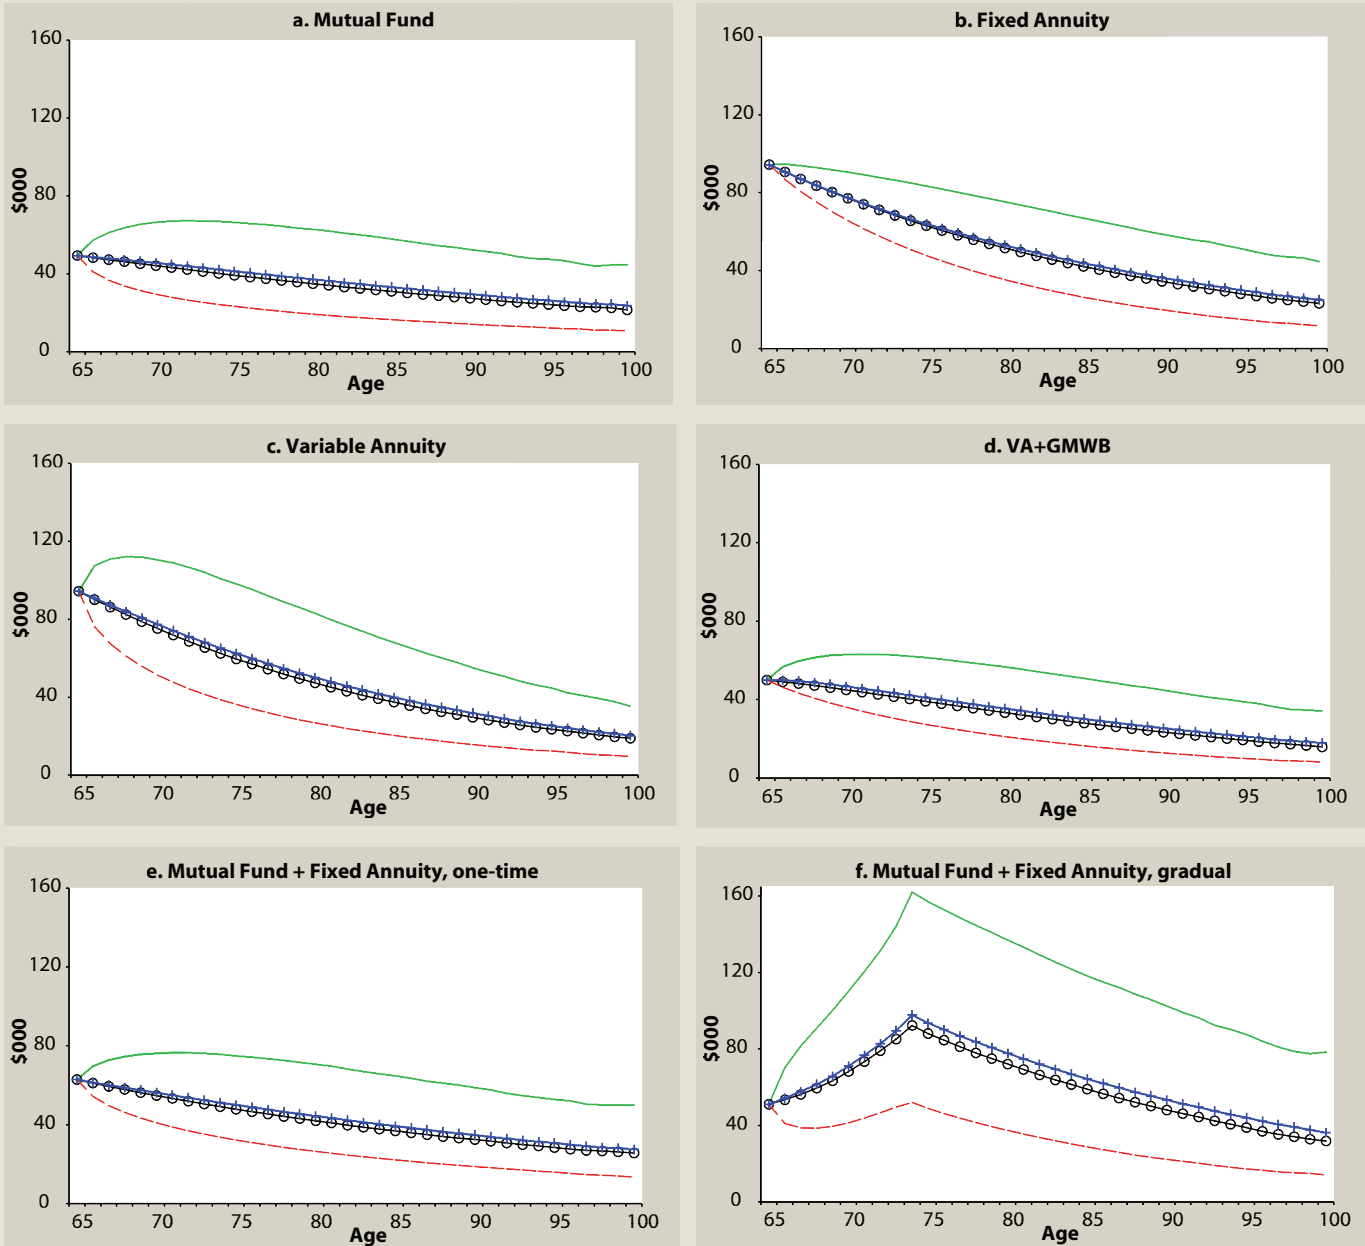 a. Mutual Fund
160
120
80
40
0
$000
65 70 75 80 85 90 95 100
Age
b. Fixed Annuity
160
120
80
40
0
$000
65 70 75 80 85 90 95 100
Age
c. Variable Annuity
160
120
80
40
0
$000
65 70 75 80 85 90 95 100
Age
d. VA+GMWB
160
120
80
40
0
$000
65 70 75 80 85 90 95 100
Age
e. Mutual Fund + Fixed Annuity, one-time
160
120
80
40
0
$000
65 70 75 80 85 90 95 100
Age
f. Mutual Fund + Fixed Annuity, gradual
160
120
80
40
0
$000
65 70 75 80 85 90 95 100
Age